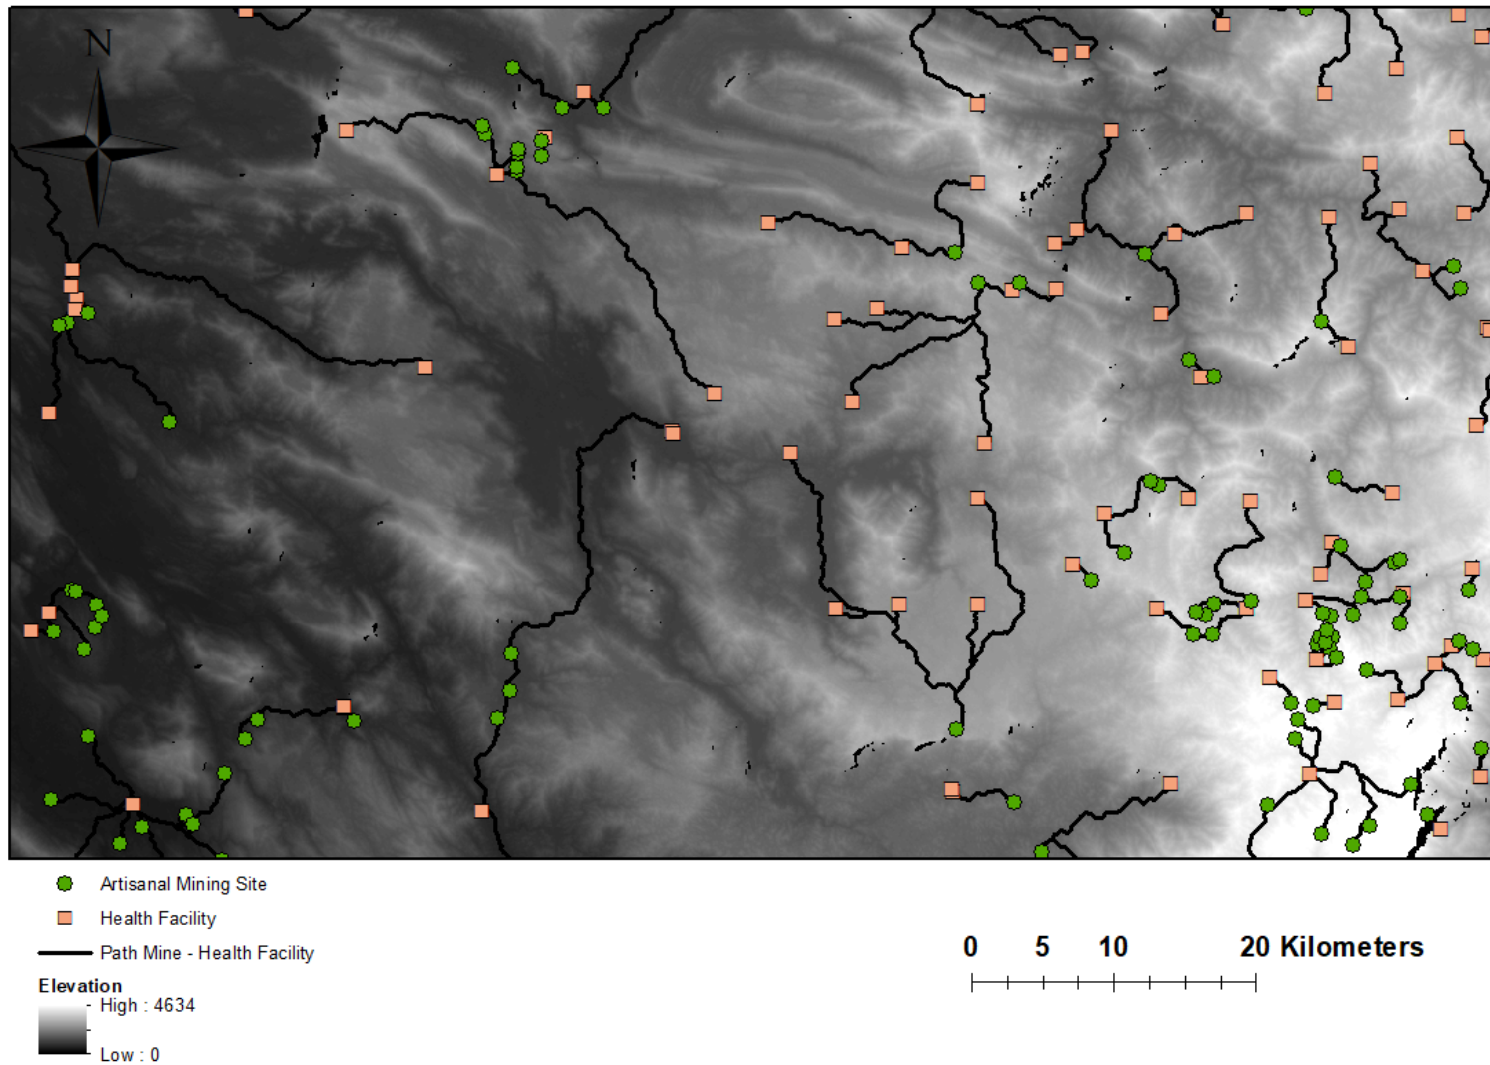 N
Artisanal Mining Site
Health Facility
Path Mine - Health Facility
Elevation
High : 4634
Low : 0
0 5 10 20 Kilometers